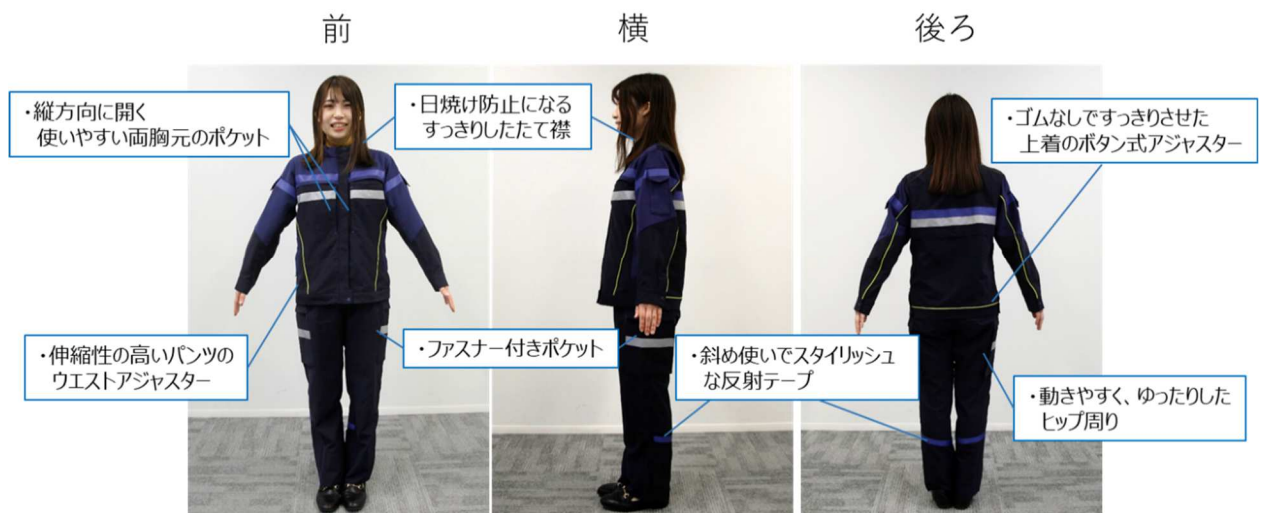 前
横
後ろ
・縦方向に開く
使いやすい両胸元のポケット
・日焼け防止になる
すっきりしたたて襟
・ゴムなしですっきりさせた
上着のボタン式アジャスター
・伸縮性の高いパンツの
ウエストアジャスター
・ファスナー付きポケット
・斜め使いでスタイリッシュ
な反射テープ
・動きやすく、ゆったりした
ヒップ周り